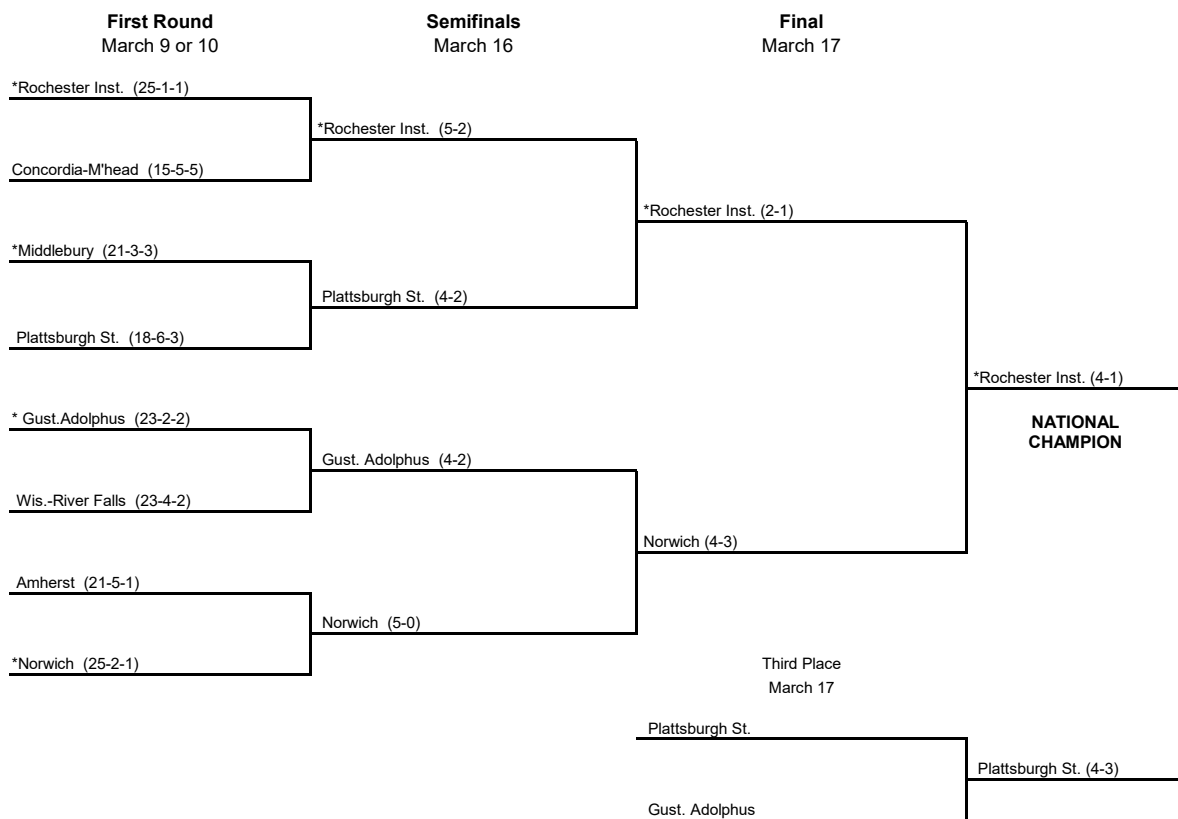 First Round
March 9 or 10
Semifinals
March 16
Final
March 17
*Rochester Inst. (25-1-1)
*Rochester Inst. (5-2)
Concordia-M'head (15-5-5)
*Rochester Inst. (2-1)
*Middlebury (21-3-3)
Plattsburgh St. (4-2)
Plattsburgh St. (18-6-3)
*Rochester Inst. (4-1)
NATIONAL
CHAMPION
* Gust.Adolphus (23-2-2)
Gust. Adolphus (4-2)
Wis.-River Falls (23-4-2)
Norwich (4-3)
Amherst (21-5-1)
Norwich (5-0)
*Norwich (25-2-1)
Third Place
March 17
Plattsburgh St.
Plattsburgh St. (4-3)
Gust. Adolphus